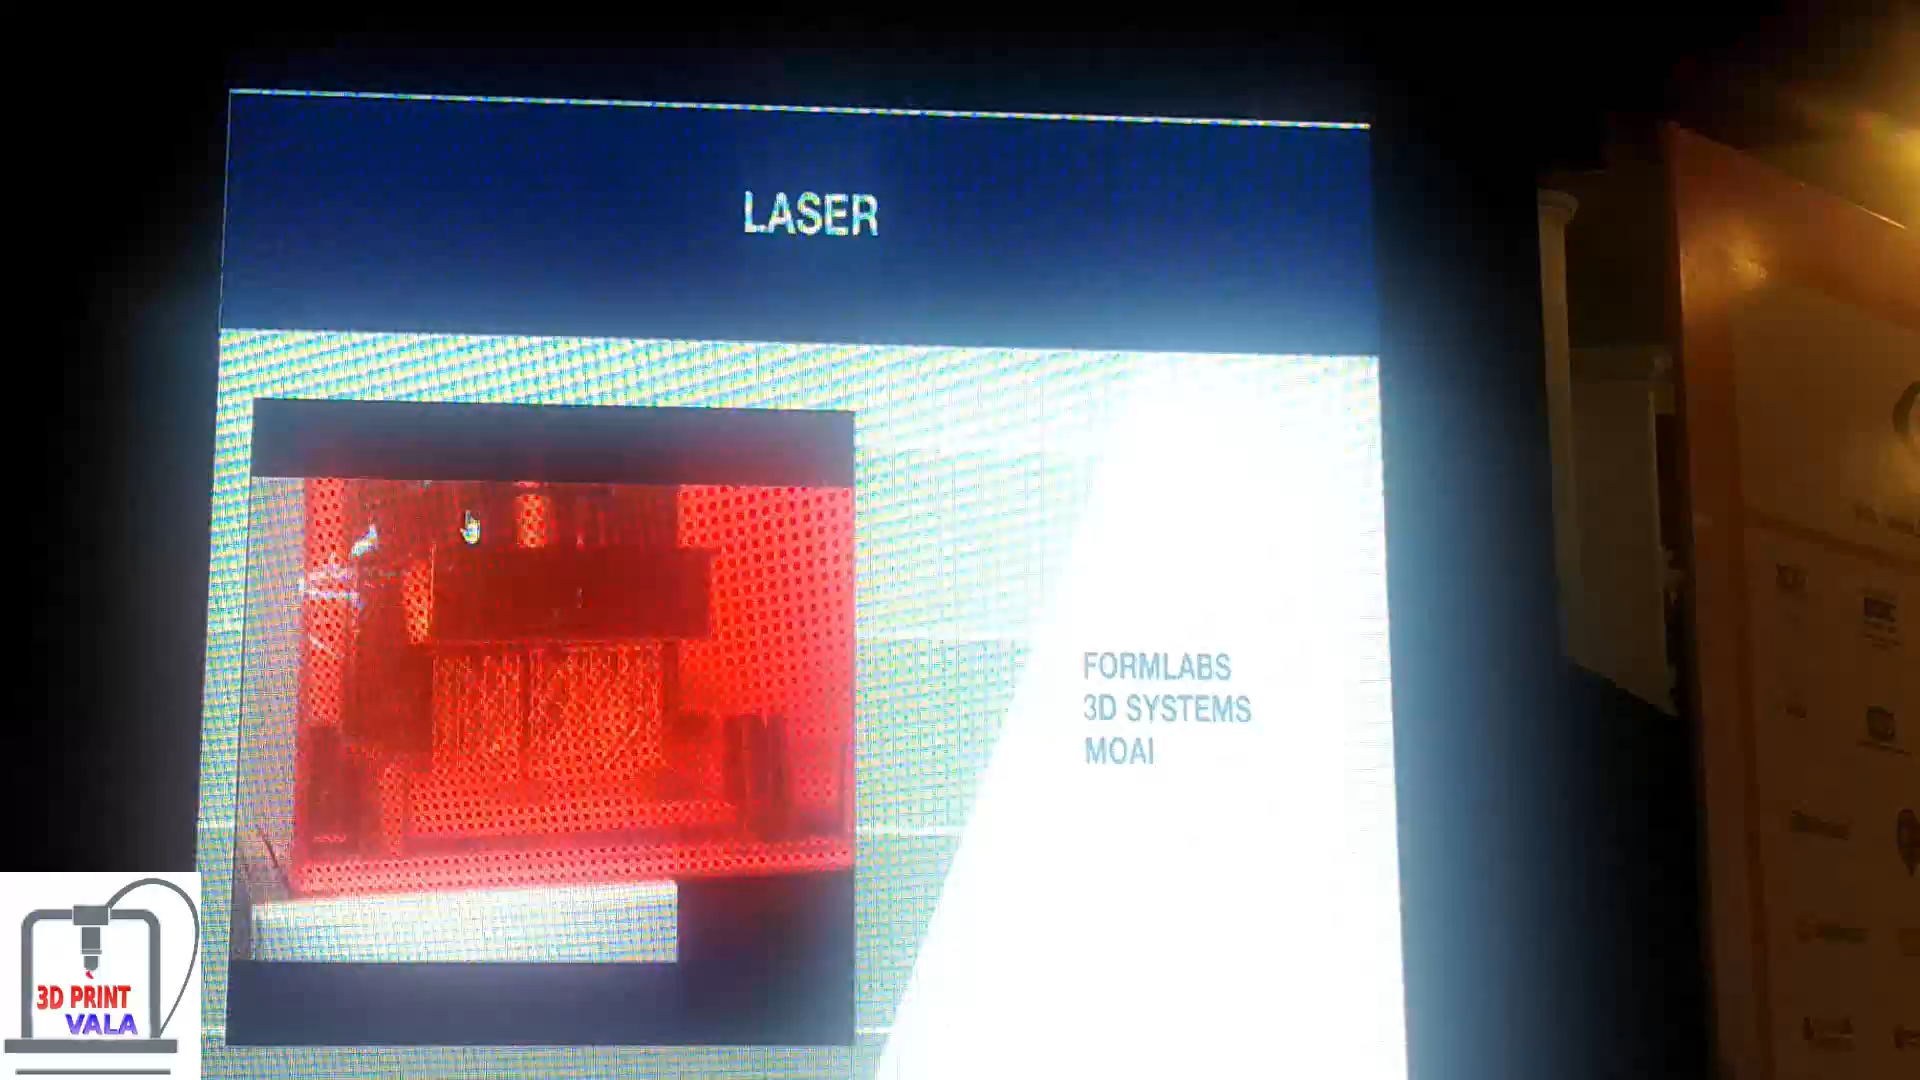 LASER
FORMLABS
3D SYSTEMS
MOAI
3D PRINT
VALA